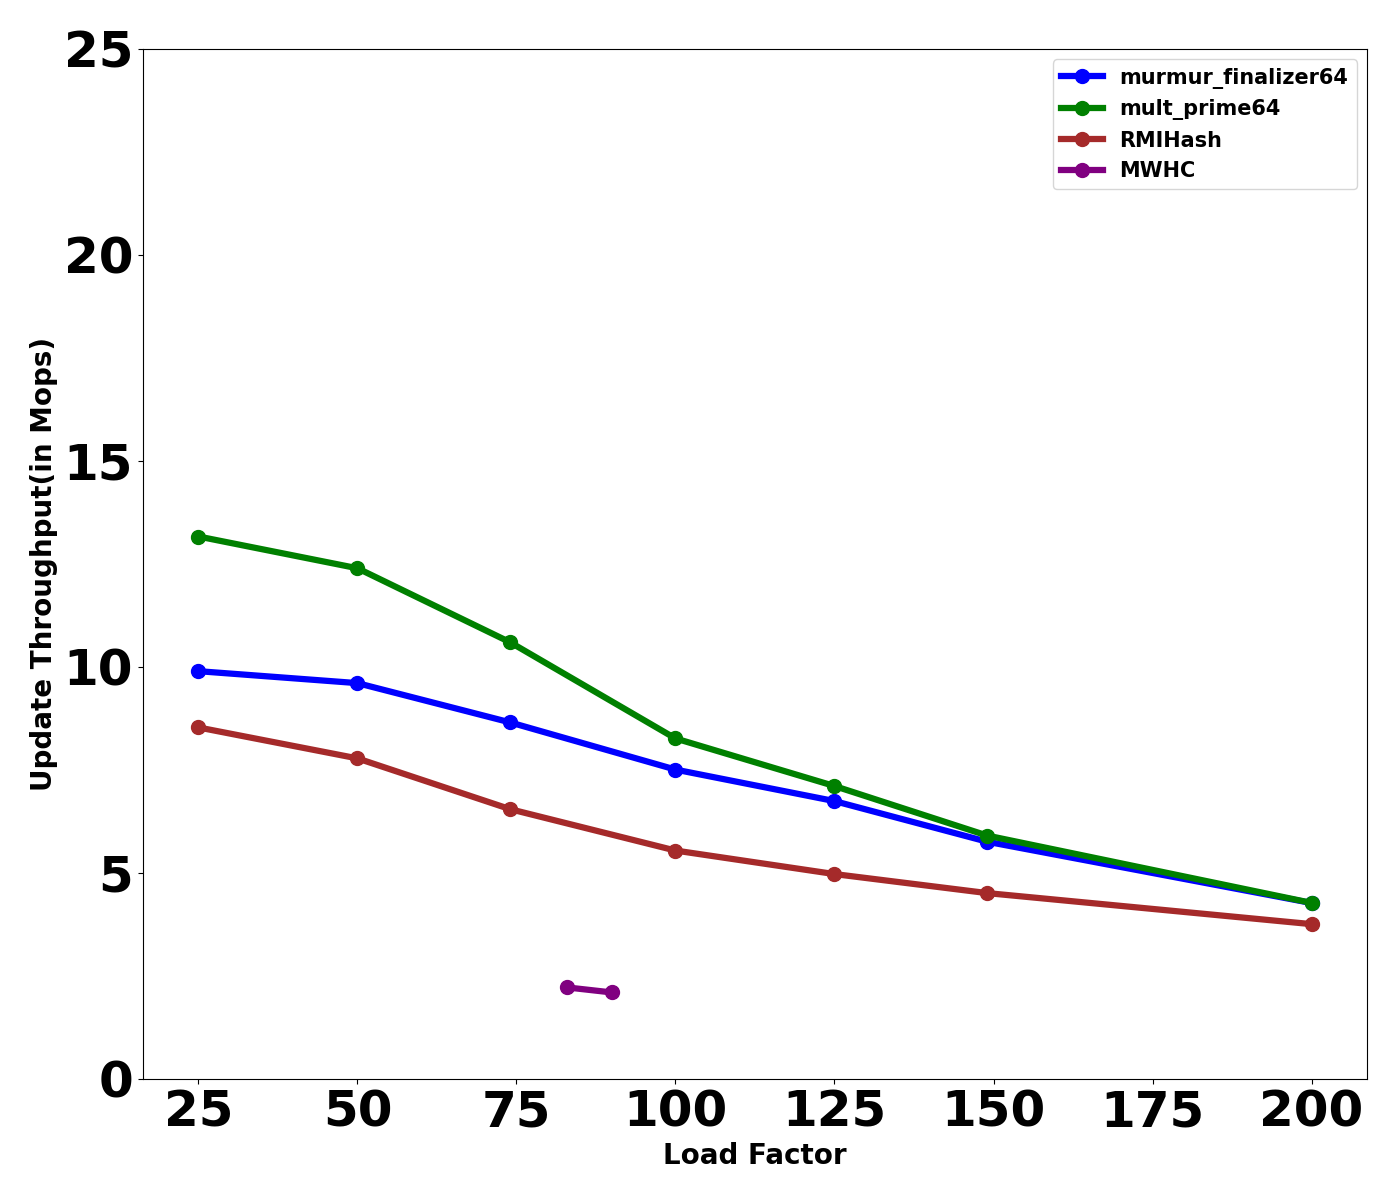 25
20
15
10
5
0
Update Throughput(in Mops)
murmur_finalizer64
mult_prime64
RMIHash
MWHC
25 50 75 100 125 150 175 200
Load Factor